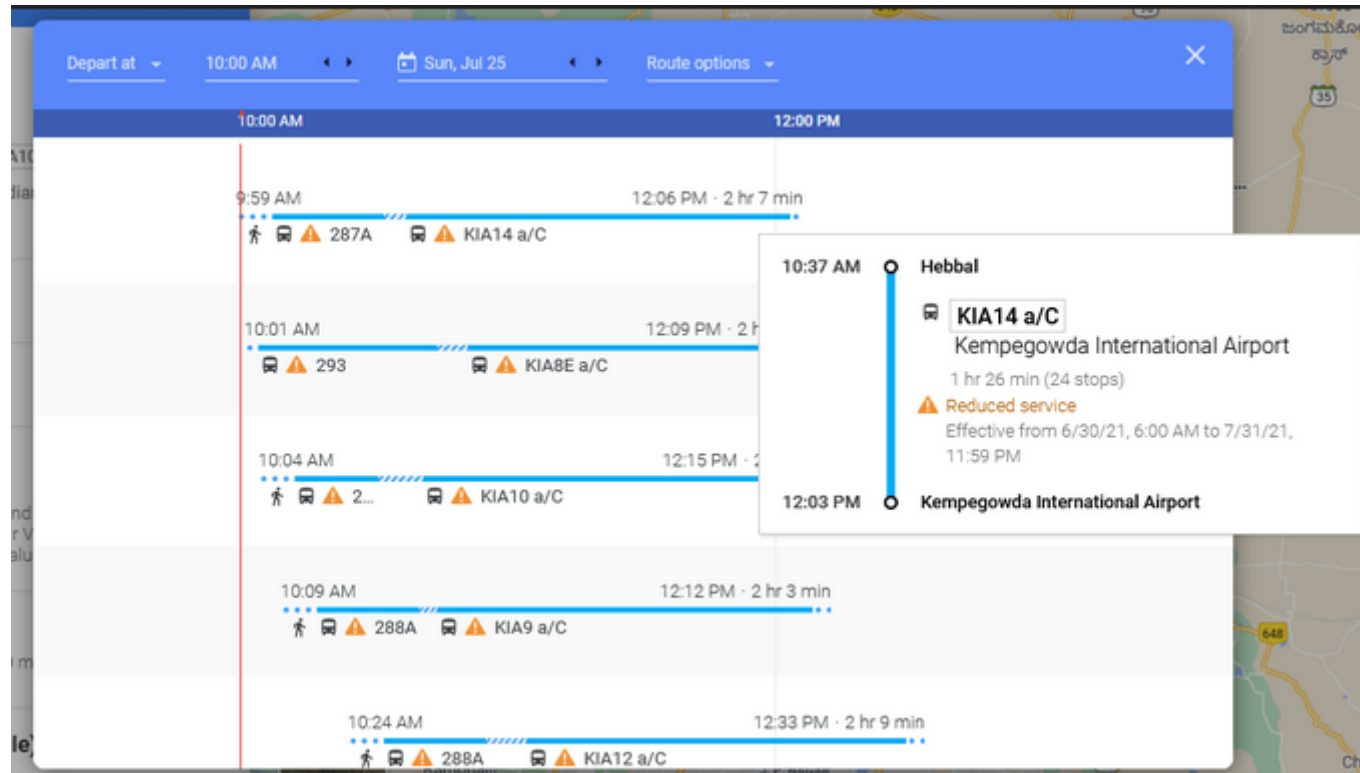 Depart at 10:00 AM Sun, Jul 25 Route options
10:00 AM 12:00 PM
9:59 AM 12:06 PM · 2 hr 7 min
287A KIA14 a/C
10:01 AM 12:09 PM · 2 h
293 KIA8E a/C
10:04 AM 12:15 PM · 2
2... KIA10 a/C
10:09 AM 12:12 PM · 2 hr 3 min
288A KIA9 a/C
10:24 AM 12:33 PM · 2 hr 9 min
288A KIA12 a/C
10:37 AM Hebbal
KIA14 a/C
Kempegowda International Airport
1 hr 26 min (24 stops)
Reduced service
Effective from 6/30/21, 6:00 AM to 7/31/21,
11:59 PM
12:03 PM Kempegowda International Airport
ಕ್ರಾಸ್
35
648